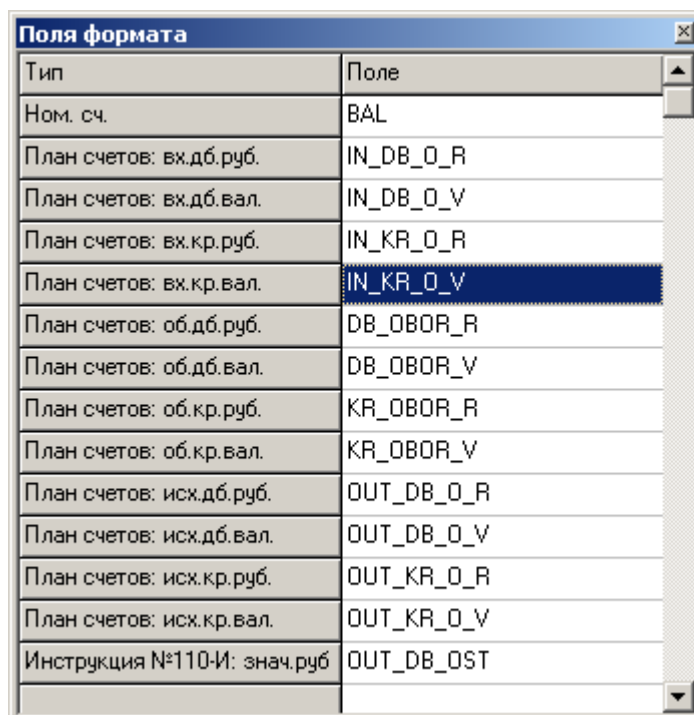 Поля формата
Тип Поле
Ном. сч. BAL
План счетов: вх.дб.руб. IN_DB_O_R
План счетов: вх.дб.вал. IN_DB_O_V
План счетов: вх.кр.руб. IN_KR_O_R
План счетов: вх.кр.вал. IN_KR_O_V
План счетов: об.дб.руб. DB_OBOR_R
План счетов: об.дб.вал. DB_OBOR_V
План счетов: об.кр.руб. KR_OBOR_R
План счетов: об.кр.вал. KR_OBOR_V
План счетов: исх.дб.руб. OUT_DB_O_R
План счетов: исх.дб.вал. OUT_DB_O_V
План счетов: исх.кр.руб. OUT_KR_O_R
План счетов: исх.кр.вал. OUT_KR_O_V
Инструкция №110-И: знач.руб OUT_DB_OST